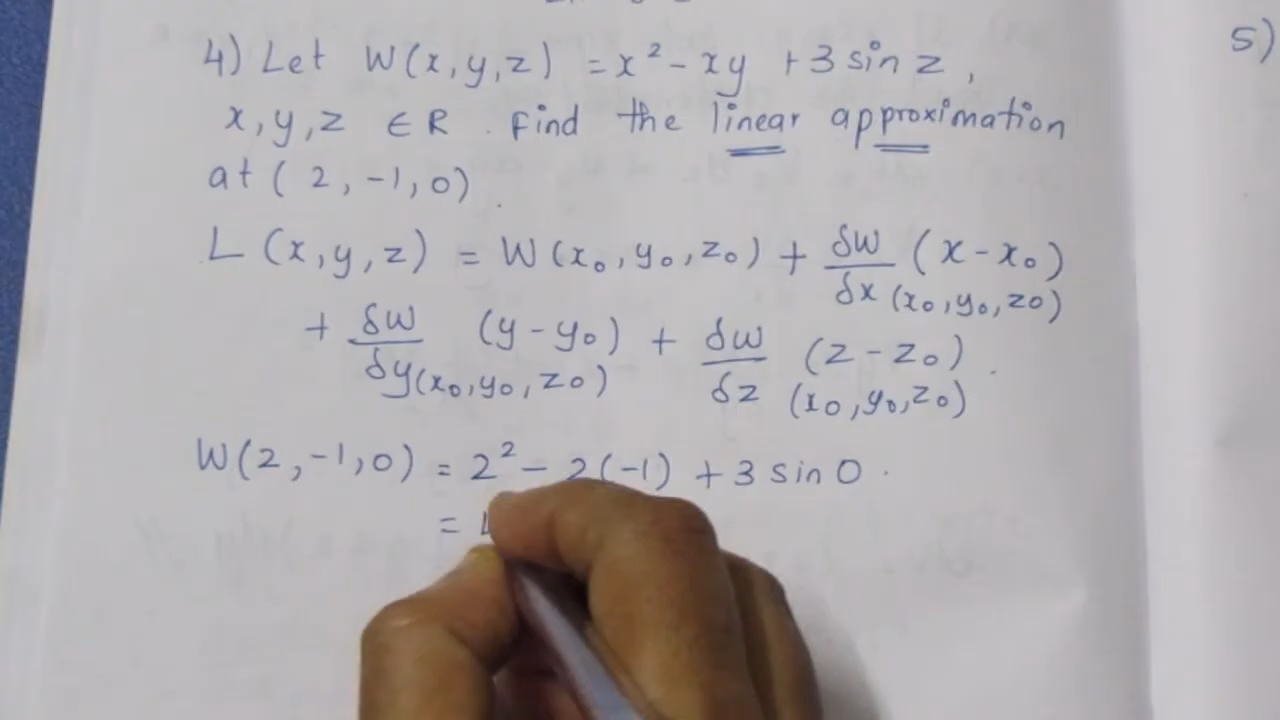 4) Let W(x,y,z) = x² - xy + 3 sin z,
5)
x,y,z ∈ R. Find the linear approximation
at (2,-1,0).
L(x,y,z) = W(x₀,y₀,z₀) + δw/δx (x₀,y₀,z₀) (x-x₀)
+ δw/δy (x₀,y₀,z₀) (y-y₀) + δw/δz (x₀,y₀,z₀) (z-z₀).
W(2,-1,0) = 2² - 2(-1) + 3 sin 0.
=